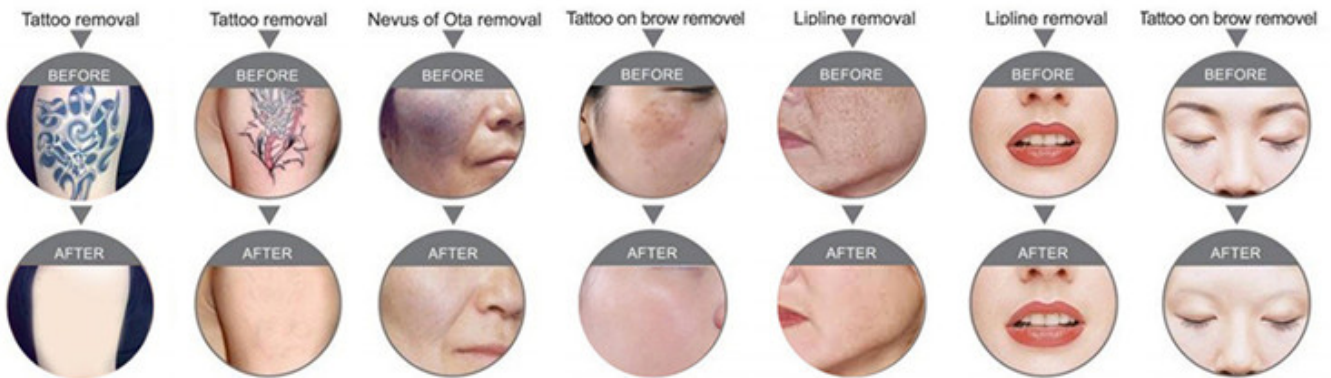 Tattoo removal
Tattoo removal
Nevus of Ota removal
Tattoo on brow removel
Lipline removal
Lipline removal
Tattoo on brow removel
BEFORE
BEFORE
BEFORE
BEFORE
BEFORE
BEFORE
BEFORE
AFTER
AFTER
AFTER
AFTER
AFTER
AFTER
AFTER